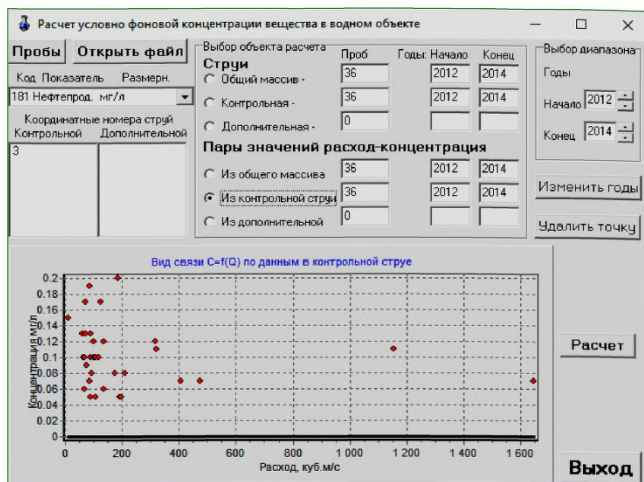 Расчет условно фоновой концентрации вещества в водном объекте
Пробы Открыть файл
Код Показатель Размерн.
181 Нефтепрод. мг/л
Координатные номера струй
Контрольной Дополнительной
3
Выбор объекта расчета
Проб Годы: Начало Конец
Струи
Общий массив - 36 2012 2014
Контрольная - 36 2012 2014
Дополнительная - 0
Пары значений расход-концентрация
Из общего массива 36 2012 2014
Из контрольной струи 36 2012 2014
Из дополнительной 0
Выбор диапазона
Годы
Начало 2012
Конец 2014
Изменить годы
Удалить точку
Вид связи C=f(Q) по данным в контрольной струе
Концентрация мг/л
0.2
0.18
0.16
0.14
0.12
0.1
0.08
0.06
0.04
0.02
0
0 200 400 600 800 1 000 1 200 1 400 1 600
Расход, куб.м/с
Расчет
Выход